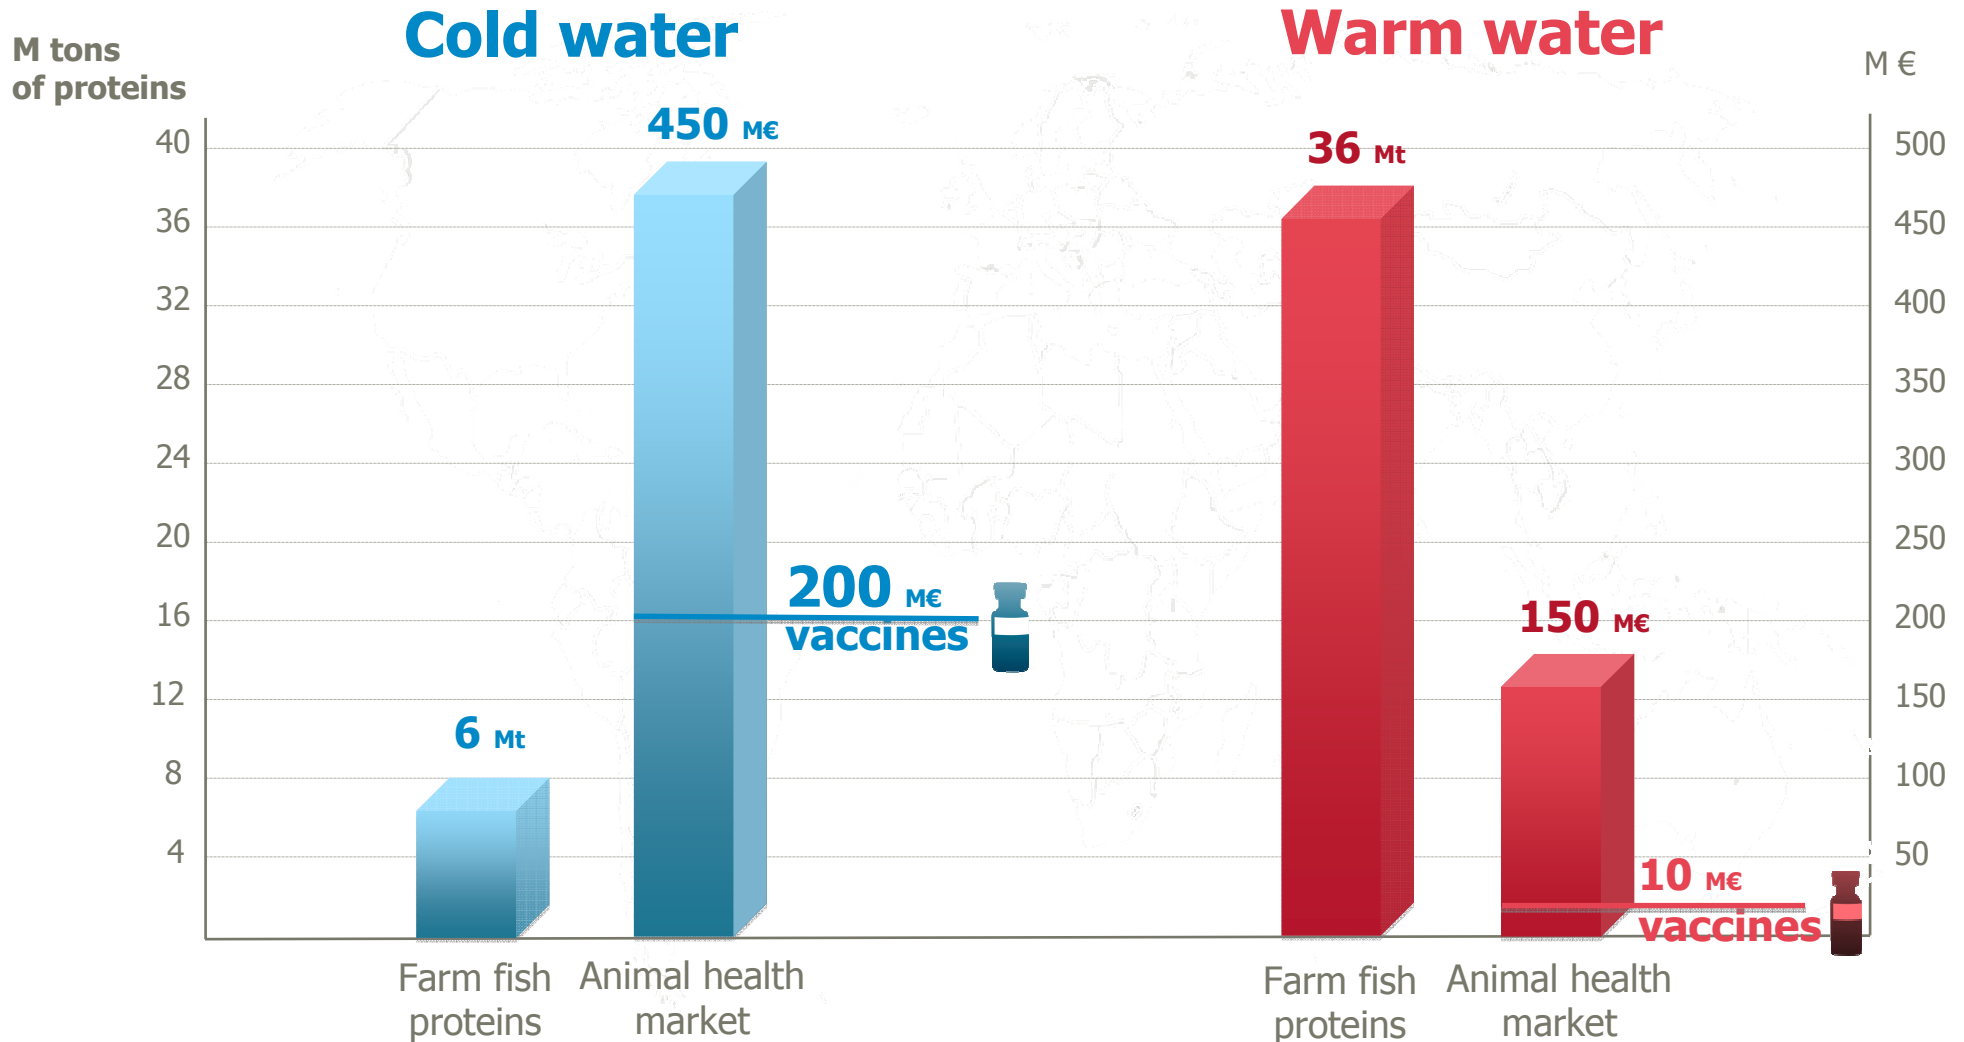 Cold water
Warm water
M tons
of proteins
M €
450 M€
36 Mt
40
36
32
28
24
20
16
12
8
4
500
450
400
350
300
250
200
150
100
50
200 M€
vaccines
150 M€
6 Mt
10 M€
vaccines
Farm fish
proteins
Animal health
market
Farm fish
proteins
Animal health
market